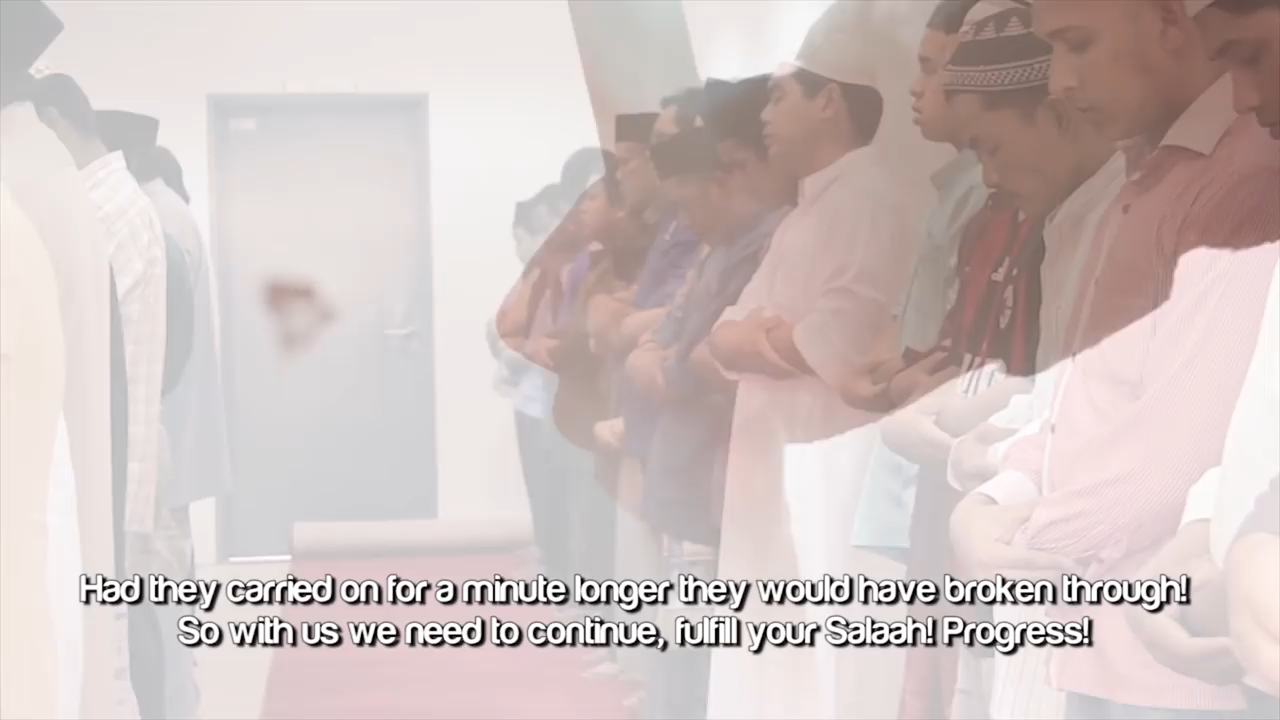 Had they carried on for a minute longer they would have broken through!
So with us we need to continue, fulfill your Salaah! Progress!